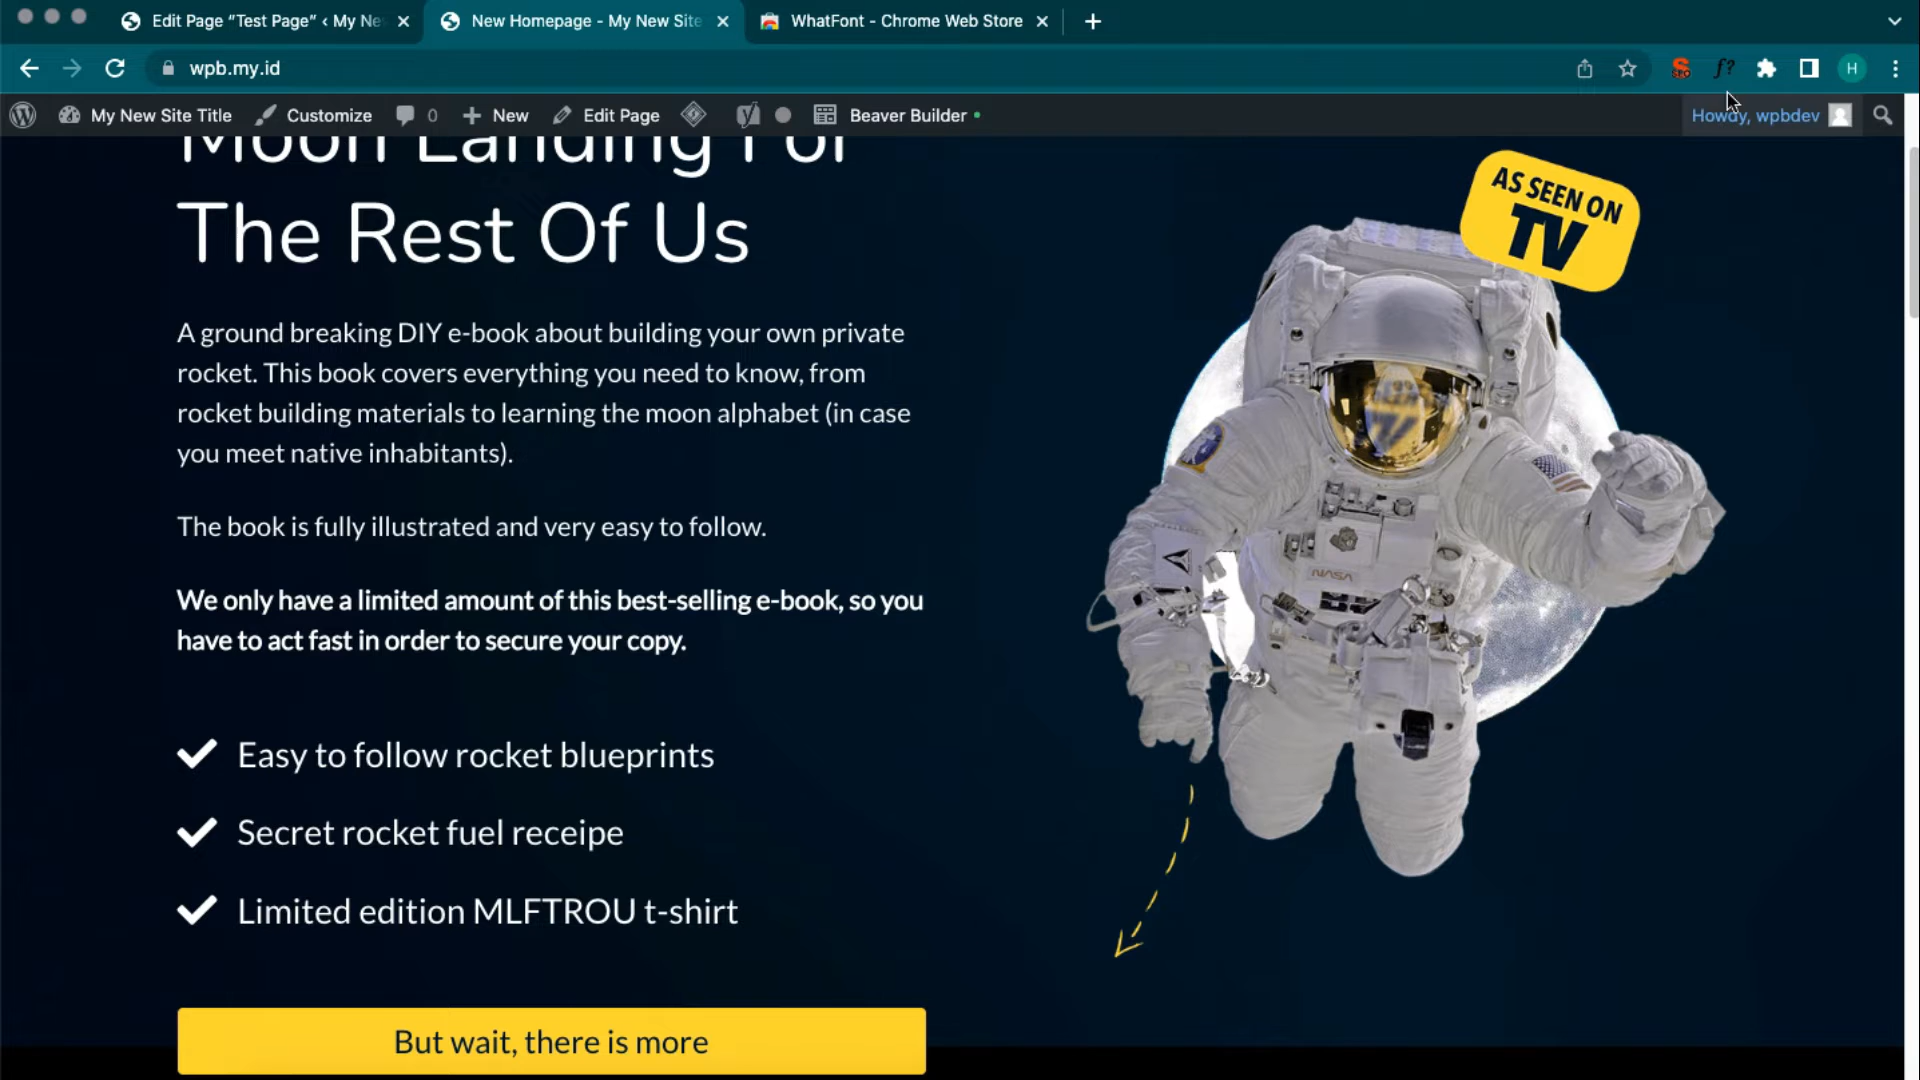 Edit Page “Test Page” ‹ My Ne
New Homepage - My New Site
WhatFont - Chrome Web Store
wpb.my.id
SEO
f?
H
My New Site Title
Customize
0
New
Edit Page
Beaver Builder
Howdy, wpbdev
Moon Landing For
The Rest Of Us
AS SEEN ON
TV
A ground breaking DIY e-book about building your own private
rocket. This book covers everything you need to know, from
rocket building materials to learning the moon alphabet (in case
you meet native inhabitants).
The book is fully illustrated and very easy to follow.
We only have a limited amount of this best-selling e-book, so you
have to act fast in order to secure your copy.
NASA
Easy to follow rocket blueprints
Secret rocket fuel receipe
Limited edition MLFTROU t-shirt
But wait, there is more